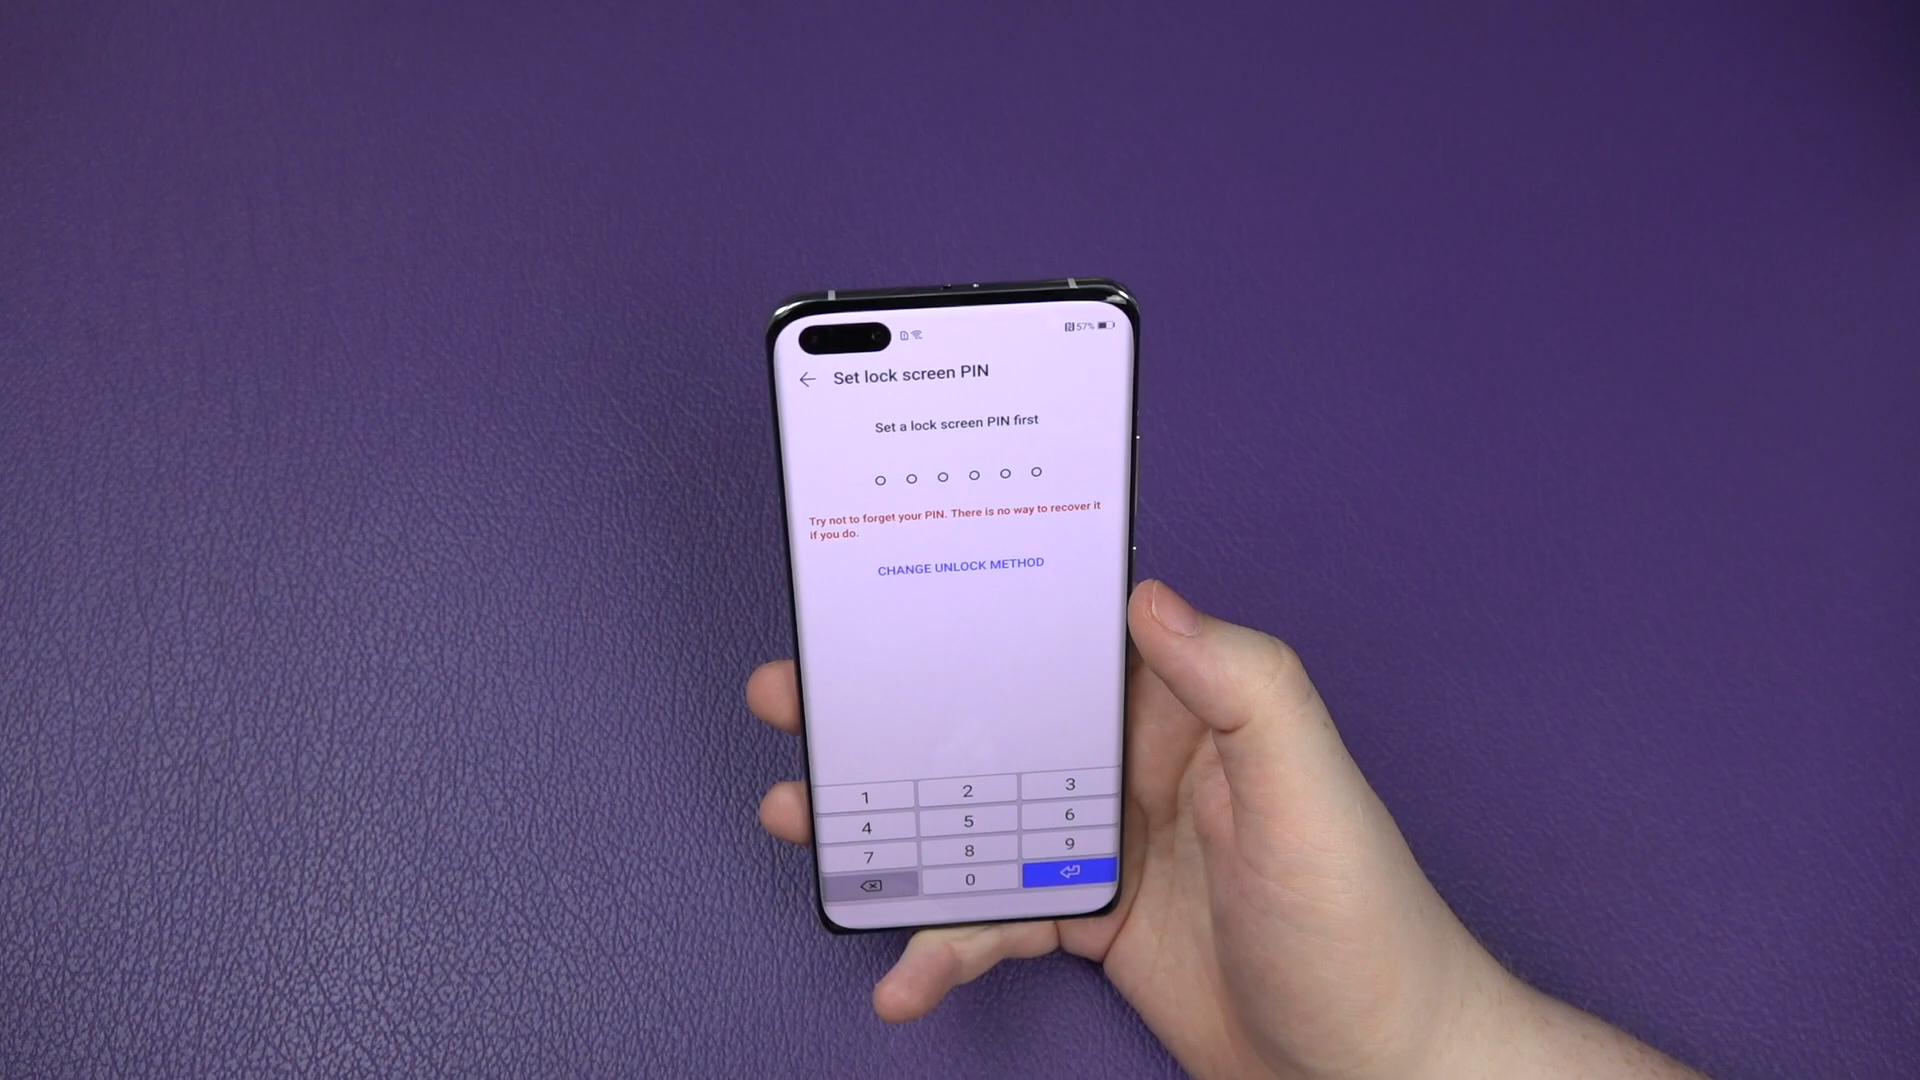 57%
Set lock screen PIN
Set a lock screen PIN first
Try not to forget your PIN. There is no way to recover it
if you do.
CHANGE UNLOCK METHOD
1 2 3
4 5 6
7 8 9
0